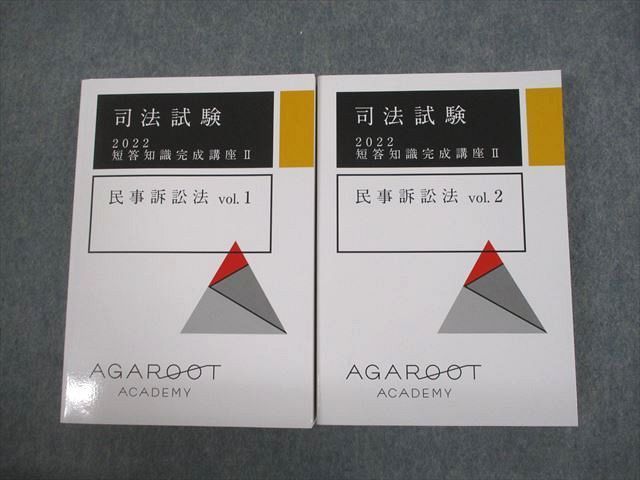 司法試験
2022
短答知識完成講座Ⅱ
民事訴訟法 vol.1
AGAROOT
ACADEMY
司法試験
2022
短答知識完成講座Ⅱ
民事訴訟法 vol.2
AGAROOT
ACADEMY